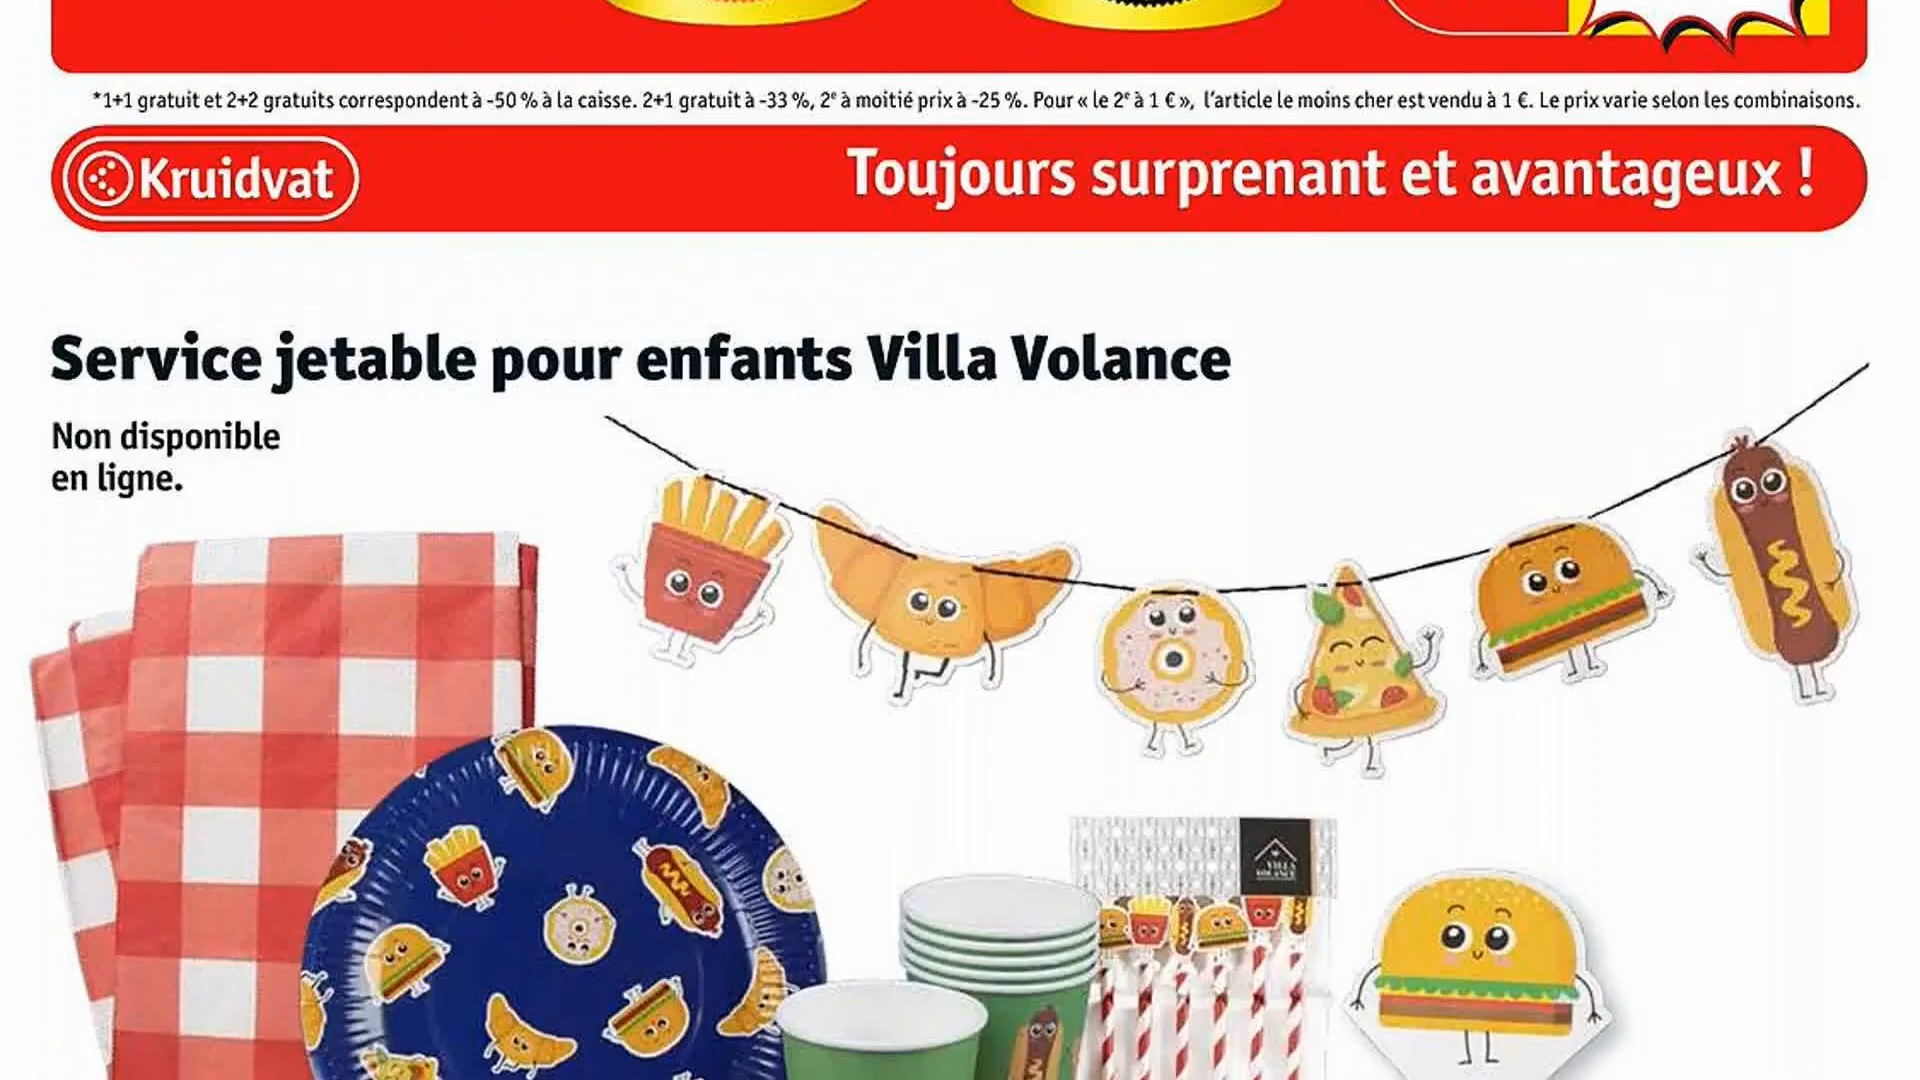 *1+1 gratuit et 2+2 gratuits correspondent à -50 % à la caisse. 2+1 gratuit à -33 %, 2e à moitié prix à -25 %. Pour « le 2e à 1 € », l’article le moins cher est vendu à 1 €. Le prix varie selon les combinaisons.
Kruidvat
Toujours surprenant et avantageux !
Service jetable pour enfants Villa Volance
Non disponible
en ligne.
VILLA
VOLANCE